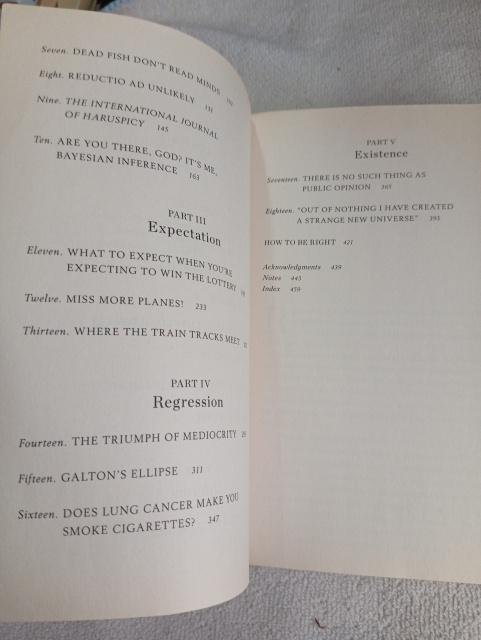 Seven. DEAD FISH DON'T READ MINDS
Eight. REDUCTIO AD UNLIKELY 131
Nine. THE INTERNATIONAL JOURNAL
OF HARUSPICY 145
Ten. ARE YOU THERE, GOD? IT'S ME,
BAYESIAN INFERENCE 163
PART III
Expectation
Eleven. WHAT TO EXPECT WHEN YOU'RE
EXPECTING TO WIN THE LOTTERY
Twelve. MISS MORE PLANES! 233
Thirteen. WHERE THE TRAIN TRACKS MEET
PART IV
Regression
Fourteen. THE TRIUMPH OF MEDIOCRITY
Fifteen. GALTON'S ELLIPSE 311
Sixteen. DOES LUNG CANCER MAKE YOU
SMOKE CIGARETTES? 347
PART V
Existence
Seventeen. THERE IS NO SUCH THING AS
PUBLIC OPINION 365
Eighteen. "OUT OF NOTHING I HAVE CREATED
A STRANGE NEW UNIVERSE" 393
HOW TO BE RIGHT 421
Acknowledgments 439
Notes 443
Index 459